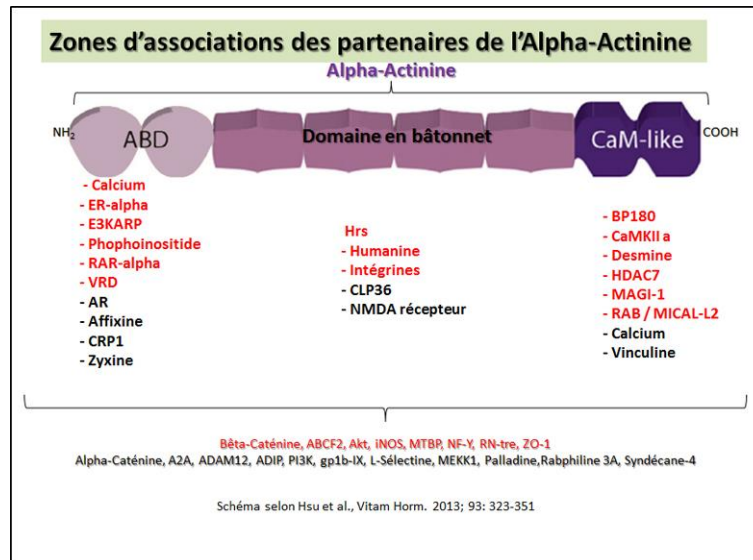 Zones d'associations des partenaires de l'Alpha-Actinine
Alpha-Actinine
NH2
ABD
Domaine en bâtonnet
CaM-like
COOH
- Calcium
- ER-alpha
- E3KARP
- Phophoinositide
- RAR-alpha
- VRD
- AR
- Affixine
- CRP1
- Zyxine
Hrs
- Humanine
- Intégrines
- CLP36
- NMDA récepteur
- BP180
- CaMKII a
- Desmine
- HDAC7
- MAGI-1
- RAB / MICAL-L2
- Calcium
- Vinculine
Bêta-Caténine, ABCF2, Akt, iNOS, MTBP, NF-Y, RN-tre, ZO-1
Alpha-Caténine, A2A, ADAM12, ADIP, PI3K, gp1b-IX, L-Sélectine, MEKK1, Palladine,Rabphiline 3A, Syndécane-4
Schéma selon Hsu et al., Vitam Horm. 2013; 93: 323-351